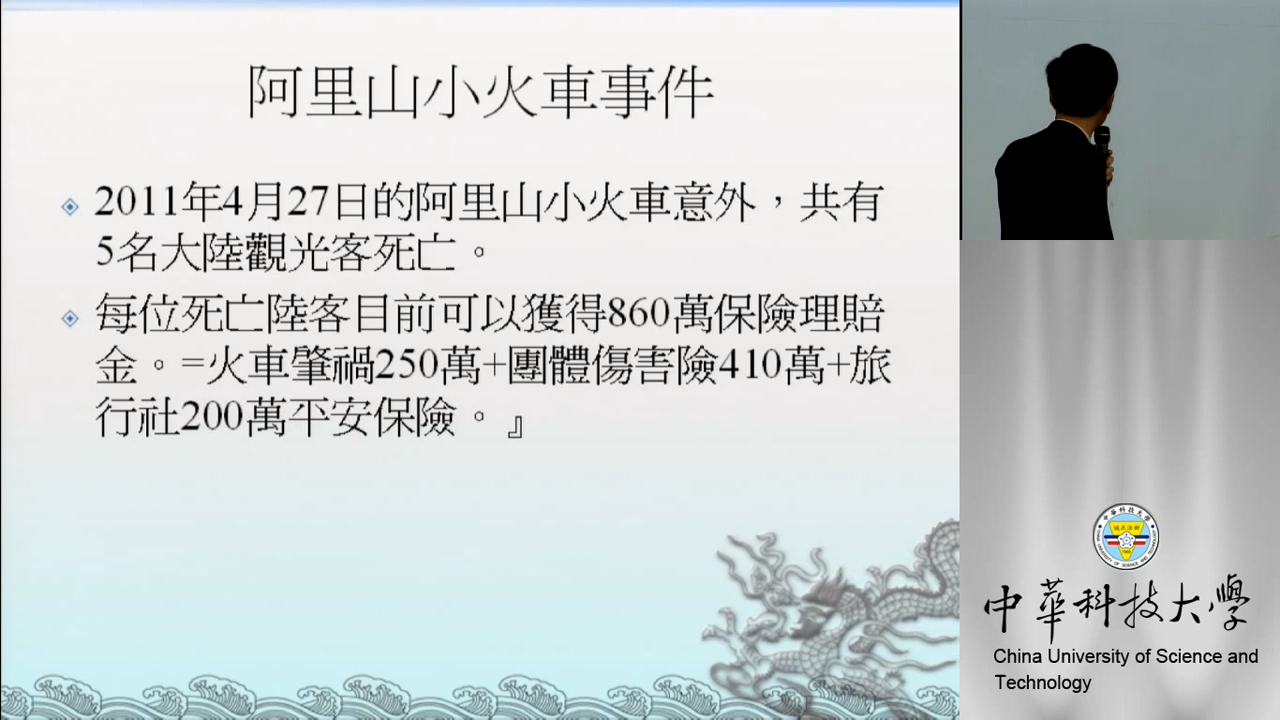 阿里山小火車事件
2011年4月27日的阿里山小火車意外，共有
5名大陸觀光客死亡。
每位死亡陸客目前可以獲得860萬保險理賠
金。=火車肇禍250萬+團體傷害險410萬+旅
行社200萬平安保險。』
中華科技大學
China University of Science and
Technology